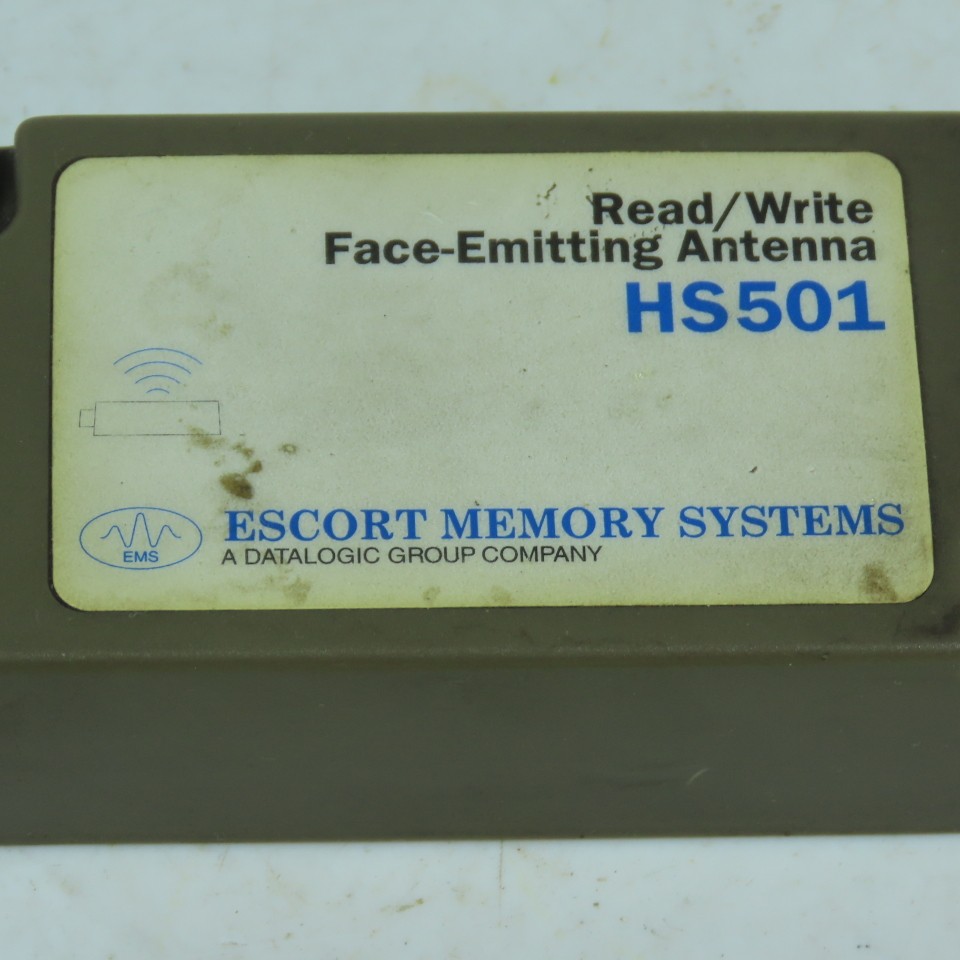 Read/Write
Face-Emitting Antenna
HS501
EMS
ESCORT MEMORY SYSTEMS
A DATALOGIC GROUP COMPANY